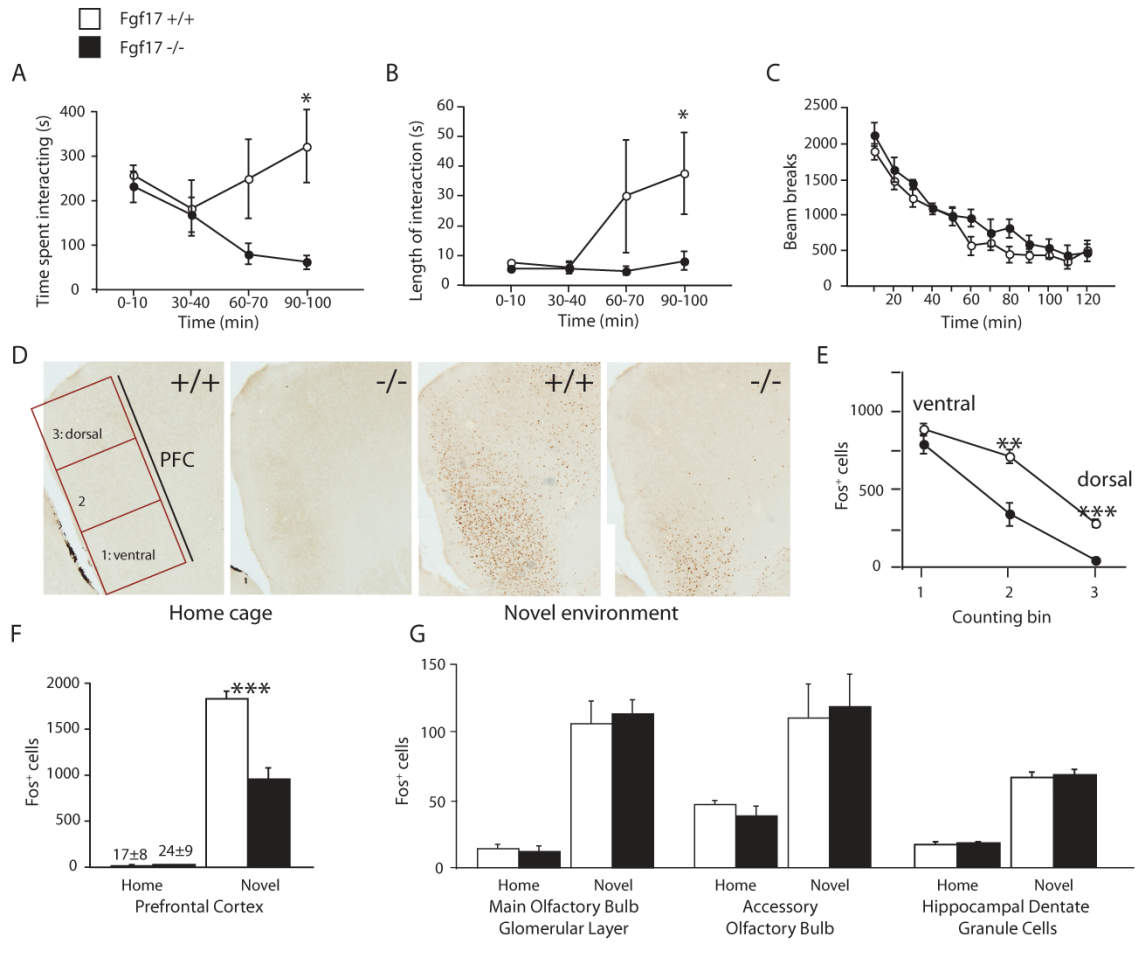 Fgf17 +/+
Fgf17 -/-
A
Time spent interacting (s)
400
300
200
100
0
0-10 30-40 60-70 90-100
Time (min)
*
B
Length of interaction (s)
60
50
40
30
20
10
0
0-10 30-40 60-70 90-100
Time (min)
*
C
Beam breaks
2500
2000
1500
1000
500
0
20 40 60 80 100 120
Time (min)
D
+/+ -/- +/+ -/-
3: dorsal
PFC
2
1: ventral
Home cage Novel environment
E
Fos+ cells
1000
500
0
ventral
**
dorsal
***
1 2 3
Counting bin
F
Fos+ cells
2000
1500
1000
500
0
***
17±8 24±9
Home Novel
Prefrontal Cortex
G
Fos+ cells
150
100
50
0
Home Novel Home Novel Home Novel
Main Olfactory Bulb Accessory Hippocampal Dentate
Glomerular Layer Olfactory Bulb Granule Cells